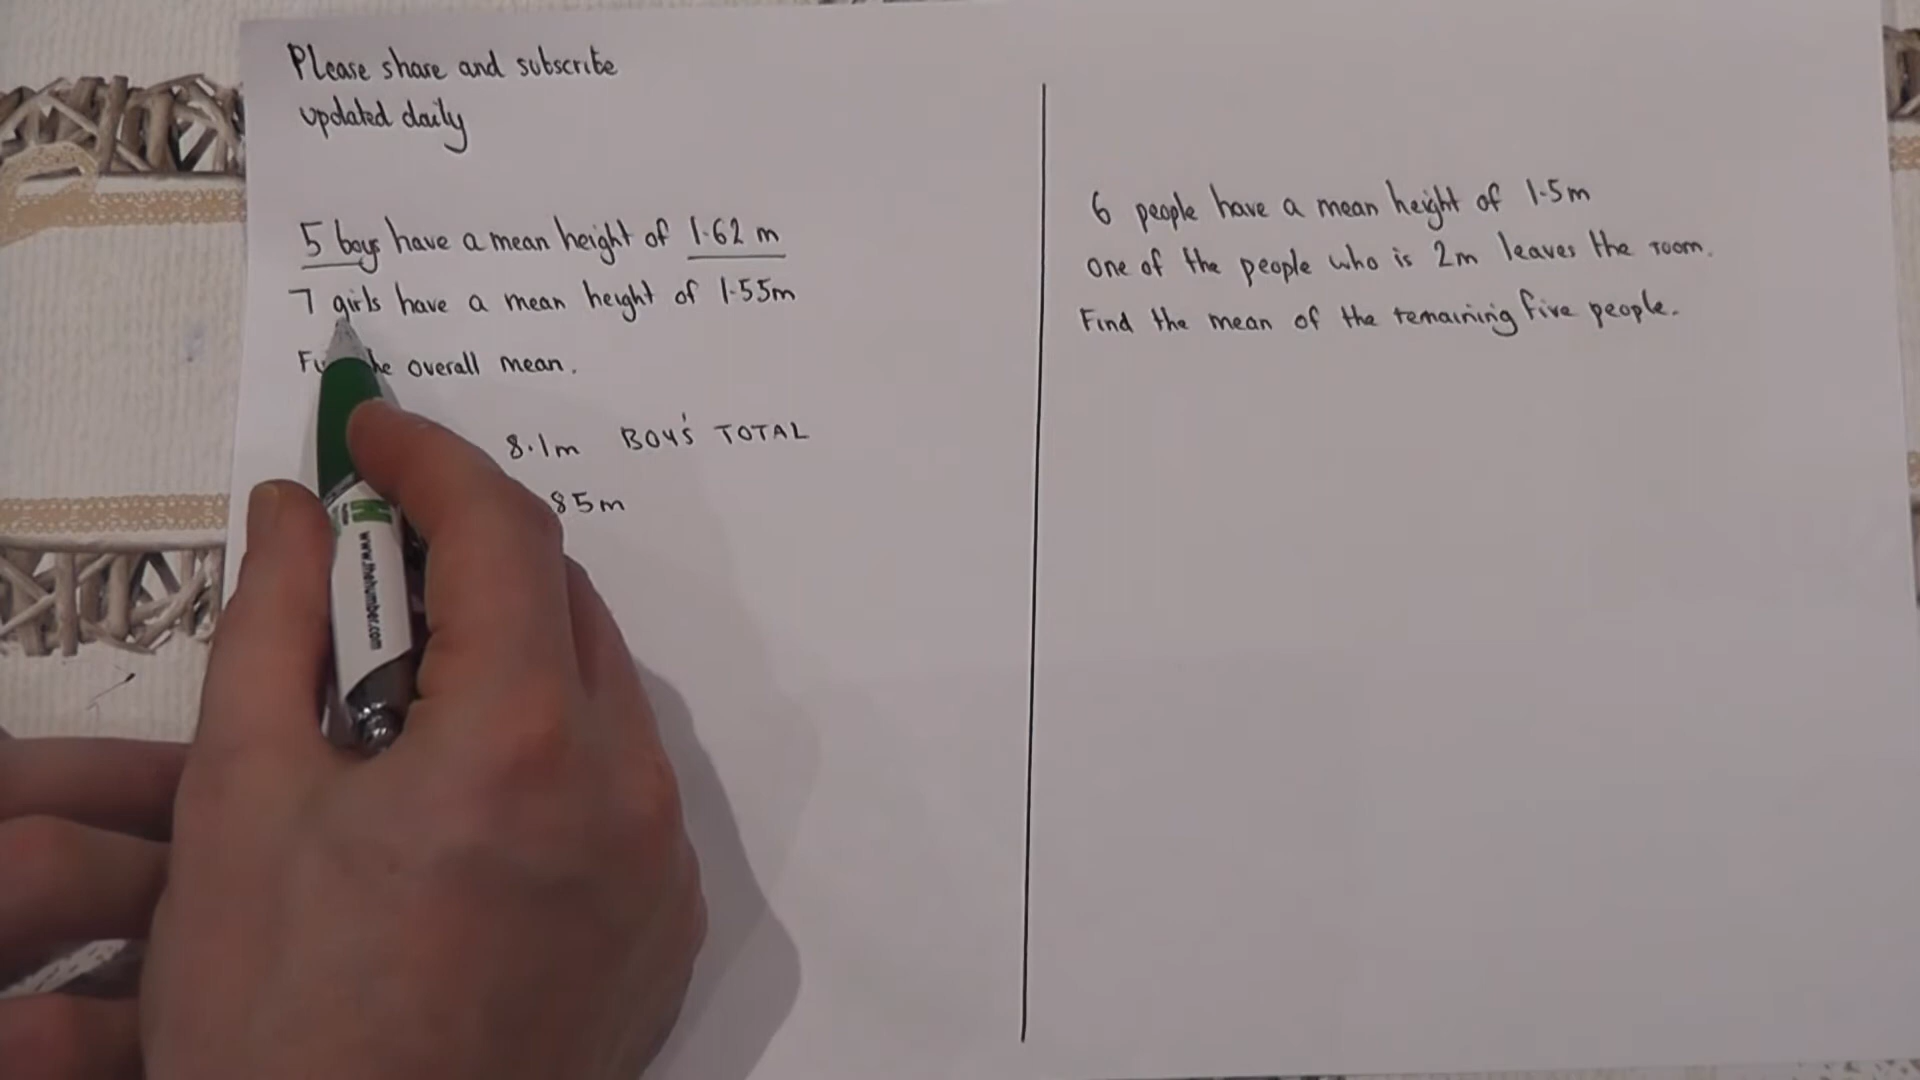 Please share and subscribe
updated daily
5 boys have a mean height of 1.62 m
7 girls have a mean height of 1.55m
he overall mean.
8.1m BOY'S TOTAL
85m
www.thehumber.com
6 people have a mean height of 1.5m
one of the people who is 2m leaves the room.
Find the mean of the remaining five people.